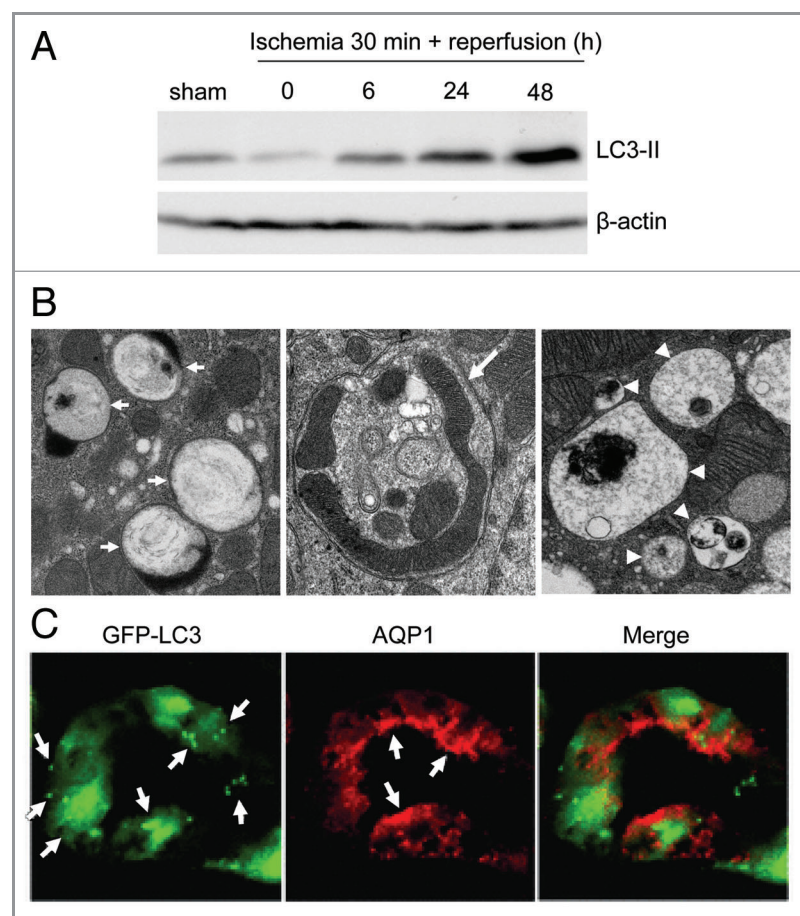 A
Ischemia 30 min + reperfusion (h)
sham 0 6 24 48
LC3-II
β-actin
B
C
GFP-LC3 AQP1 Merge